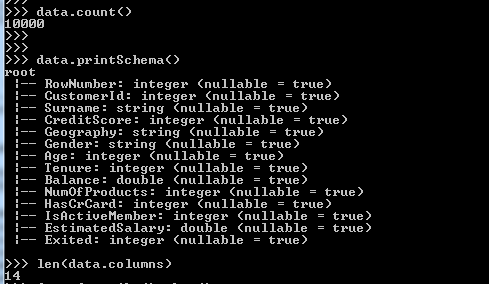 >>> data.count()
10000
>>>
>>>
>>> data.printSchema()
root
 |-- RowNumber: integer (nullable = true)
 |-- CustomerId: integer (nullable = true)
 |-- Surname: string (nullable = true)
 |-- CreditScore: integer (nullable = true)
 |-- Geography: string (nullable = true)
 |-- Gender: string (nullable = true)
 |-- Age: integer (nullable = true)
 |-- Tenure: integer (nullable = true)
 |-- Balance: double (nullable = true)
 |-- NumOfProducts: integer (nullable = true)
 |-- HasCrCard: integer (nullable = true)
 |-- IsActiveMember: integer (nullable = true)
 |-- EstimatedSalary: double (nullable = true)
 |-- Exited: integer (nullable = true)
>>> len(data.columns)
14